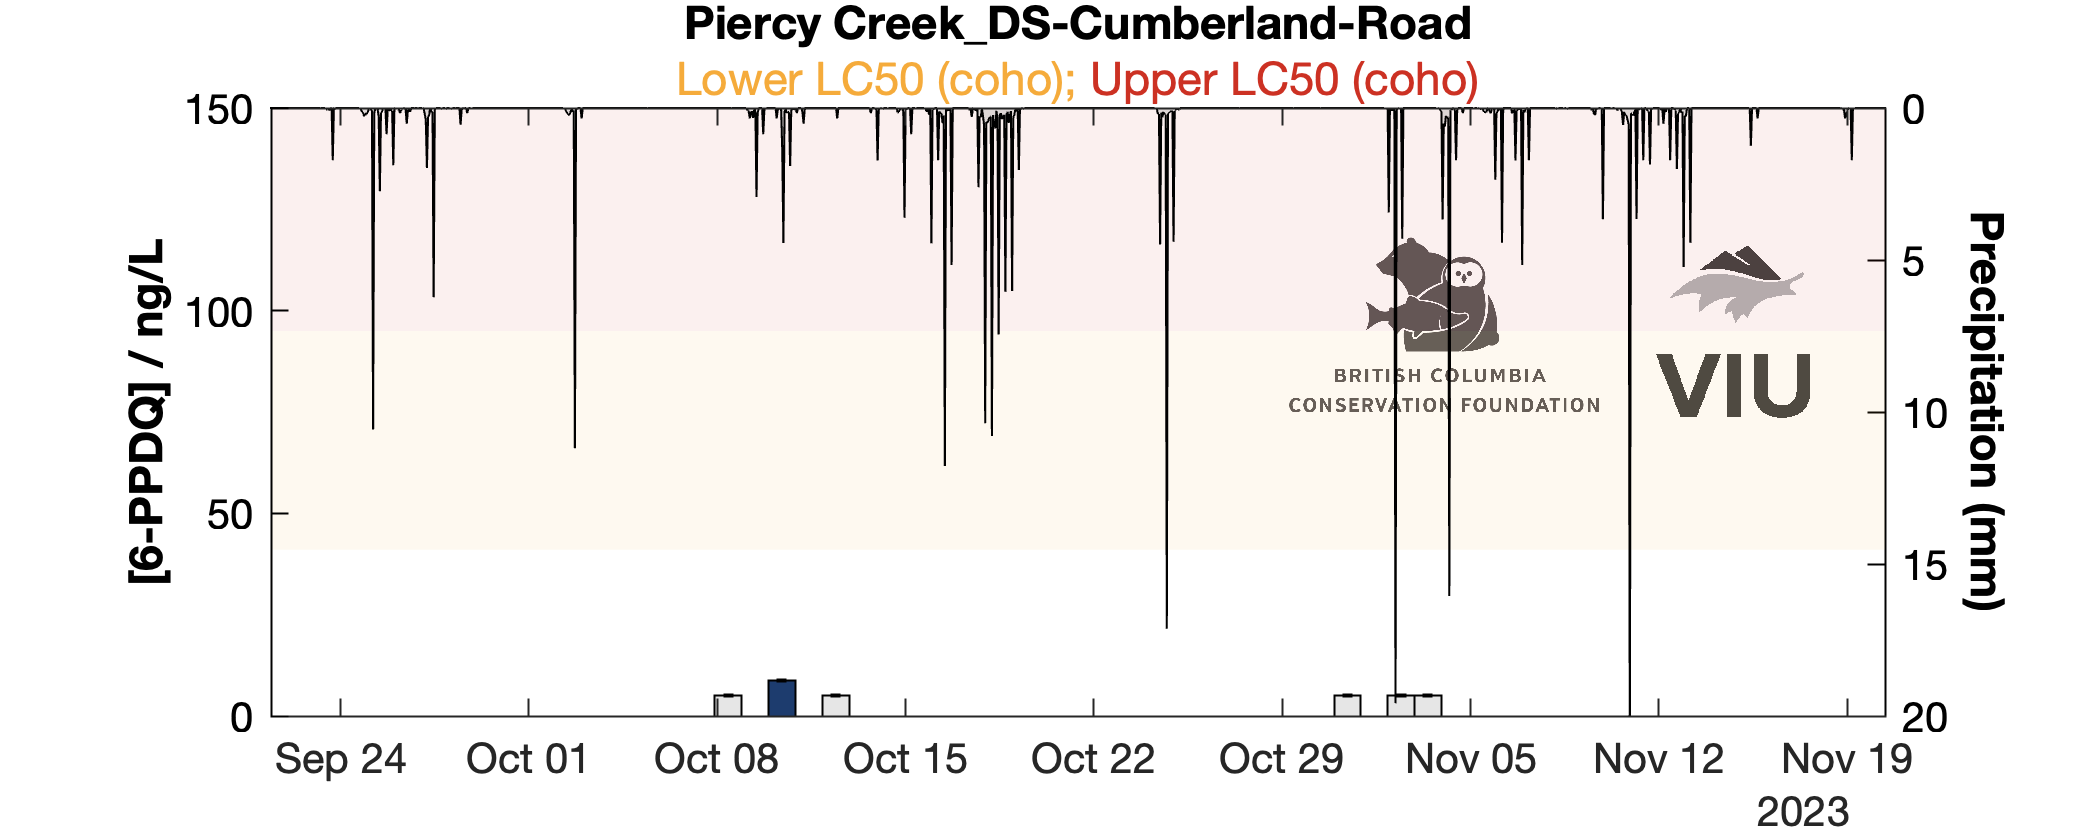 Piercy Creek_DS-Cumberland-Road
Lower LC50 (coho); Upper LC50 (coho)
150
100
50
0
[6-PPDQ] / ng/L
0
5
10
15
20
Precipitation (mm)
BRITISH COLUMBIA
CONSERVATION FOUNDATION
VIU
Sep 24
Oct 01
Oct 08
Oct 15
Oct 22
Oct 29
Nov 05
Nov 12
Nov 19
2023